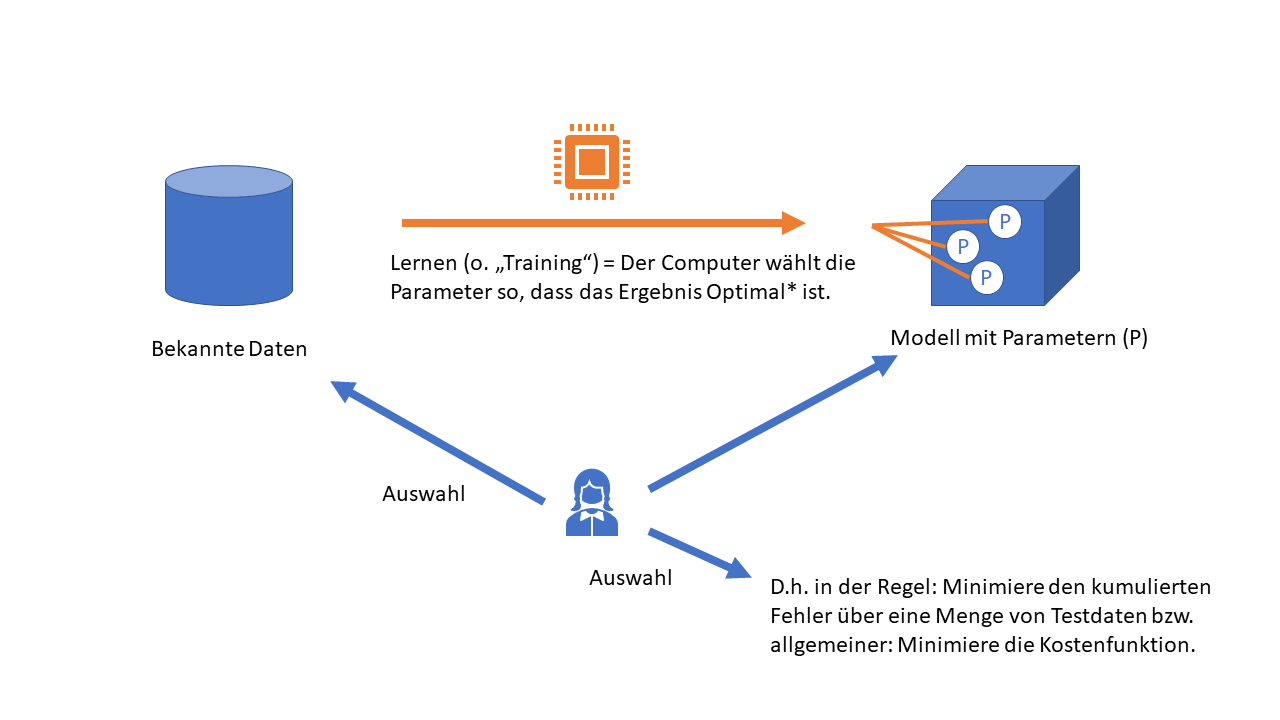 P
P
P
Lernen (o. „Training“) = Der Computer wählt die
Parameter so, dass das Ergebnis Optimal* ist.
Bekannte Daten
Modell mit Parametern (P)
Auswahl
Auswahl
D.h. in der Regel: Minimiere den kumulierten
Fehler über eine Menge von Testdaten bzw.
allgemeiner: Minimiere die Kostenfunktion.